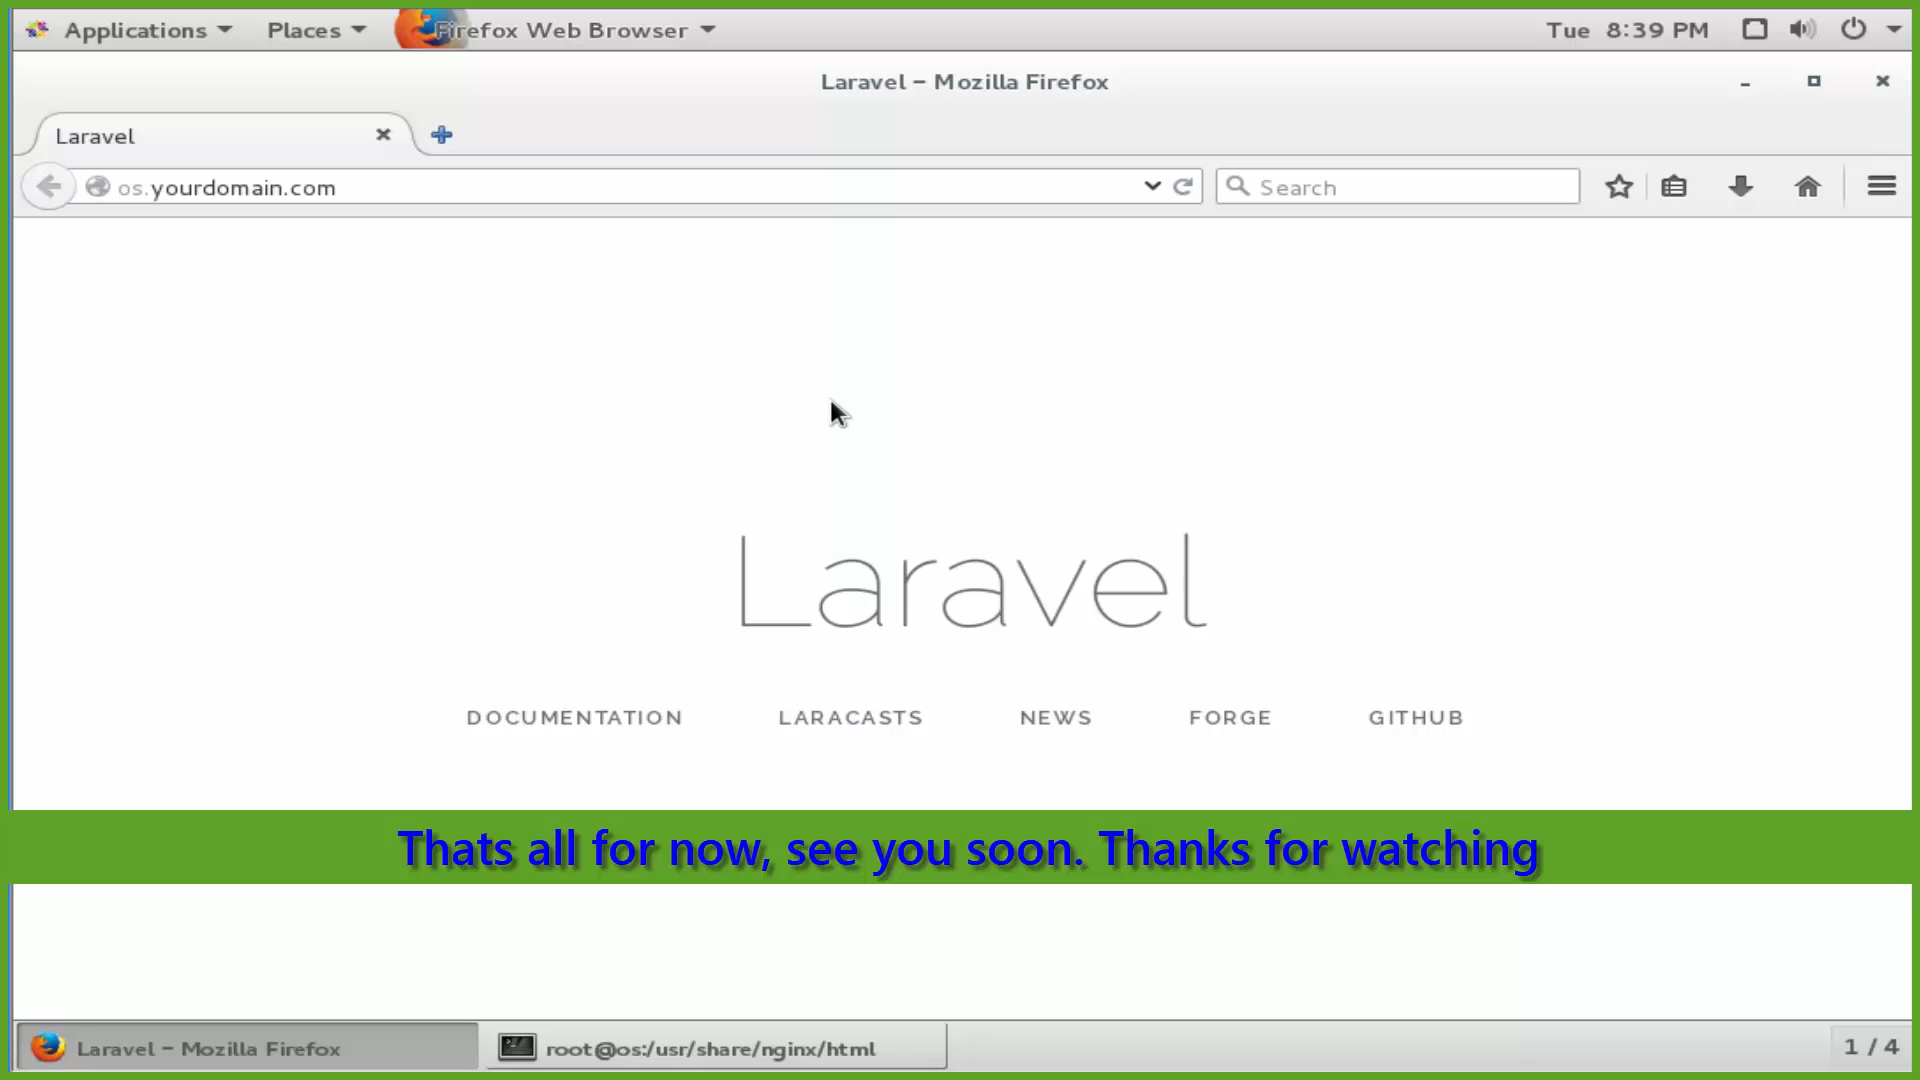 Applications Places Firefox Web Browser Tue 8:39 PM
Laravel – Mozilla Firefox
Laravel
os.yourdomain.com Search
Laravel
DOCUMENTATION LARACASTS NEWS FORGE GITHUB
Thats all for now, see you soon. Thanks for watching
Laravel – Mozilla Firefox root@os:/usr/share/nginx/html 1 / 4